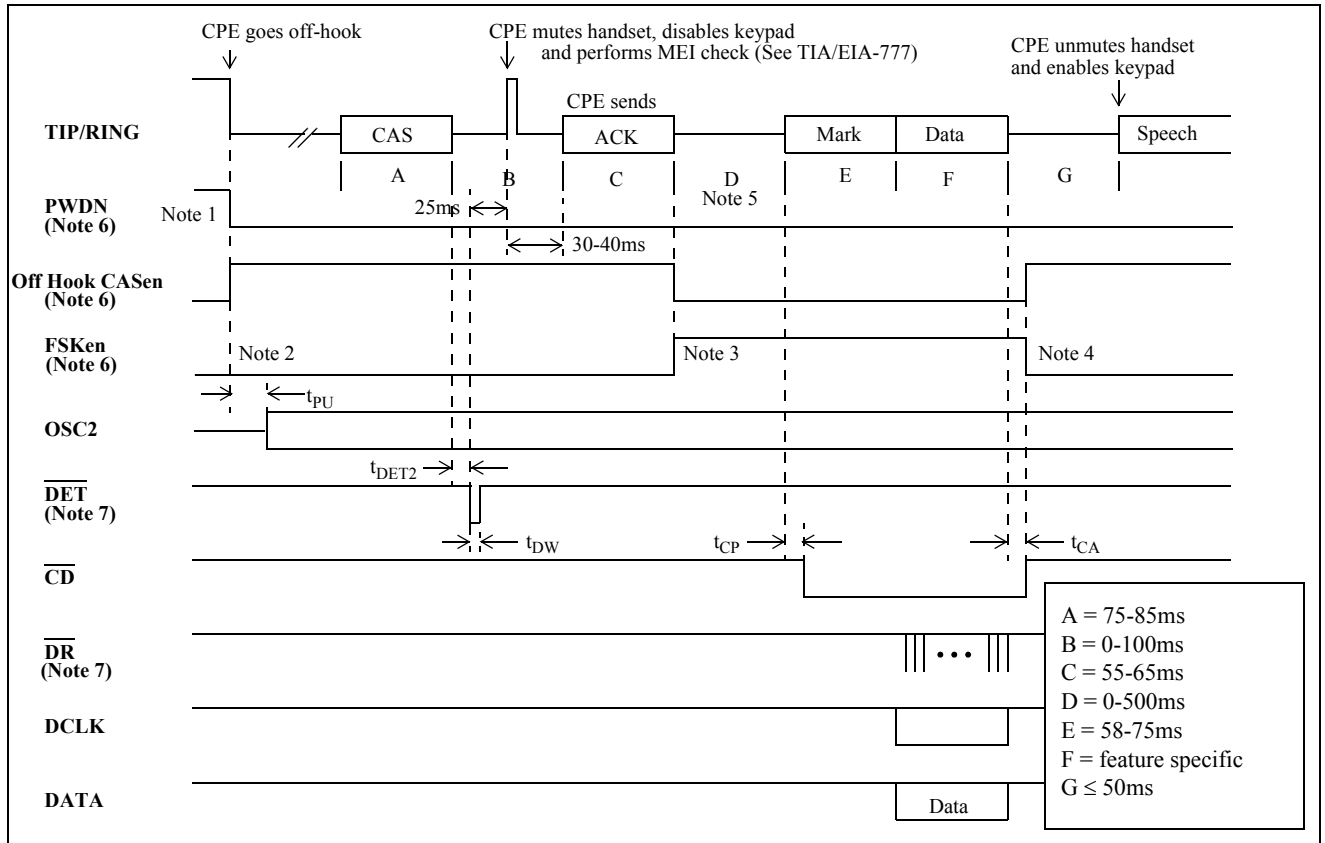 CPE goes off-hook
CPE mutes handset, disables keypad
and performs MEI check (See TIA/EIA-777)
CPE unmutes handset
and enables keypad
CPE sends
TIP/RING
CAS
ACK
Mark
Data
Speech
A
B
C
D
E
F
G
Note 5
PWDN
(Note 6)
Note 1
25ms
30-40ms
Off Hook CASen
(Note 6)
FSKen
(Note 6)
Note 2
Note 3
Note 4
tPU
OSC2
tDET2
DET
(Note 7)
tDW
tCP
tCA
CD
DR
(Note 7)
• • •
DCLK
DATA
Data
A = 75-85ms
B = 0-100ms
C = 55-65ms
D = 0-500ms
E = 58-75ms
F = feature specific
G ≤ 50ms